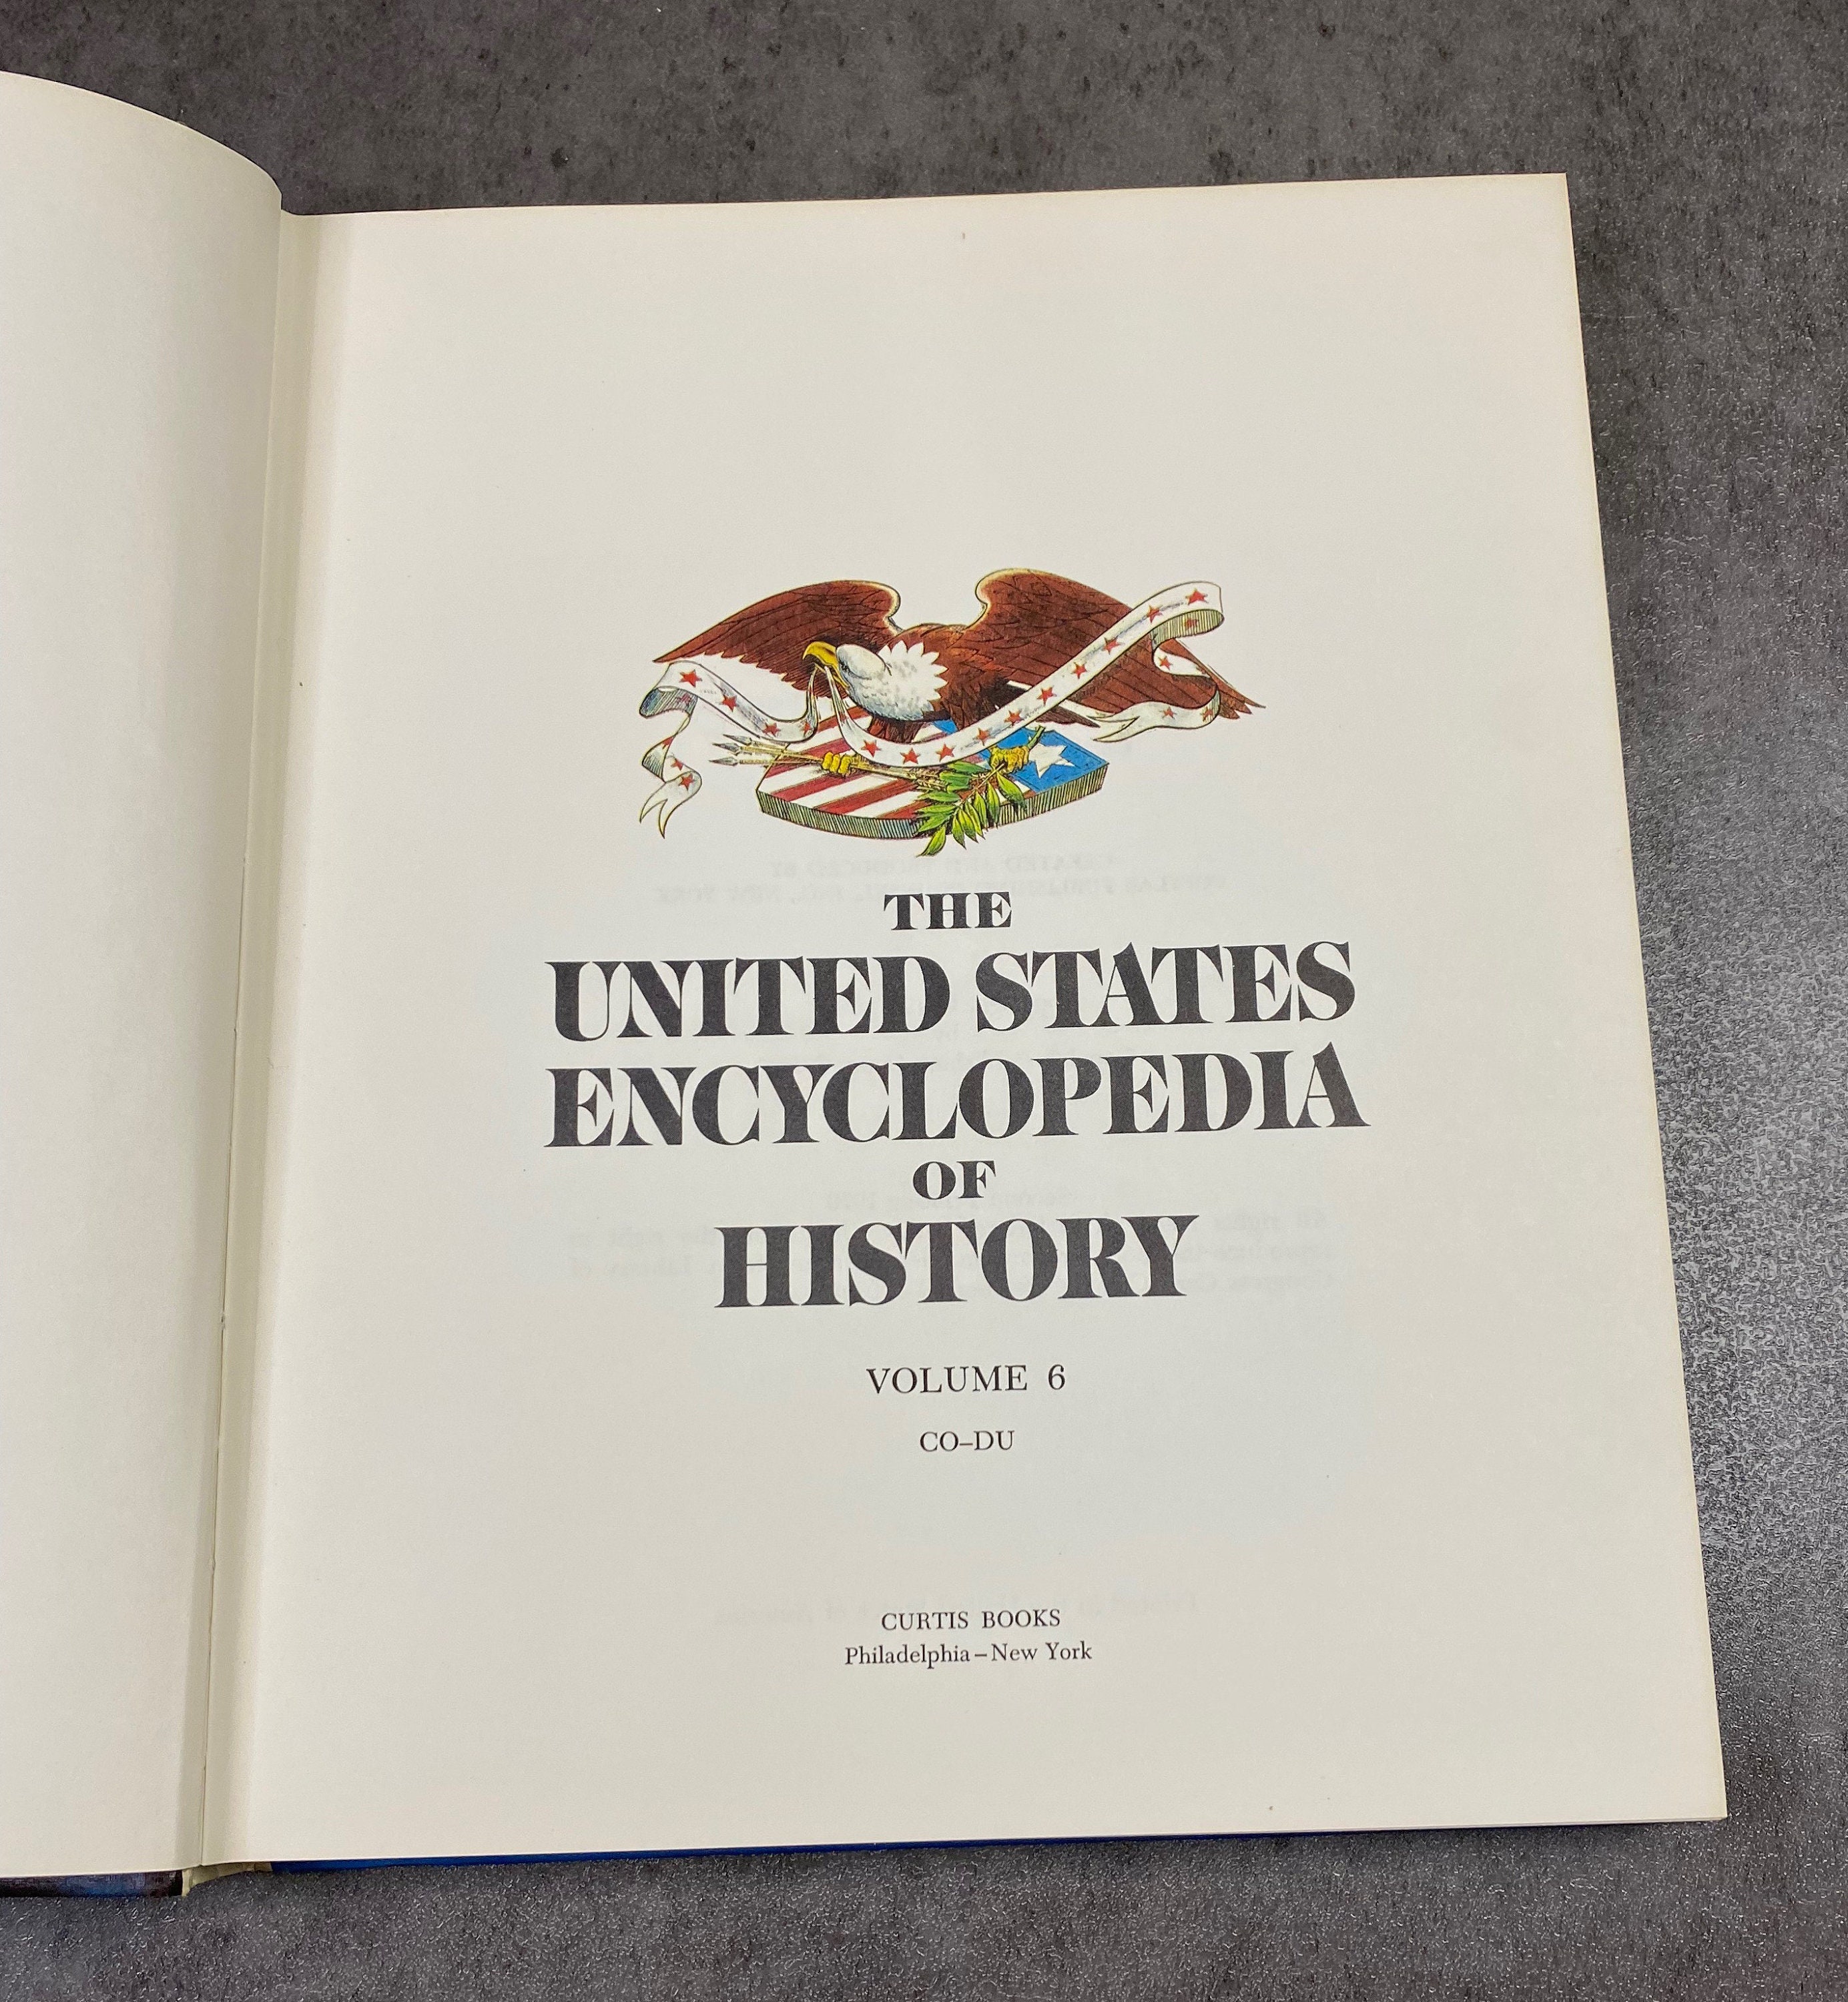 THE
UNITED STATES
ENCYCLOPEDIA
OF
HISTORY
VOLUME 6
CO–DU
CURTIS BOOKS
Philadelphia – New York